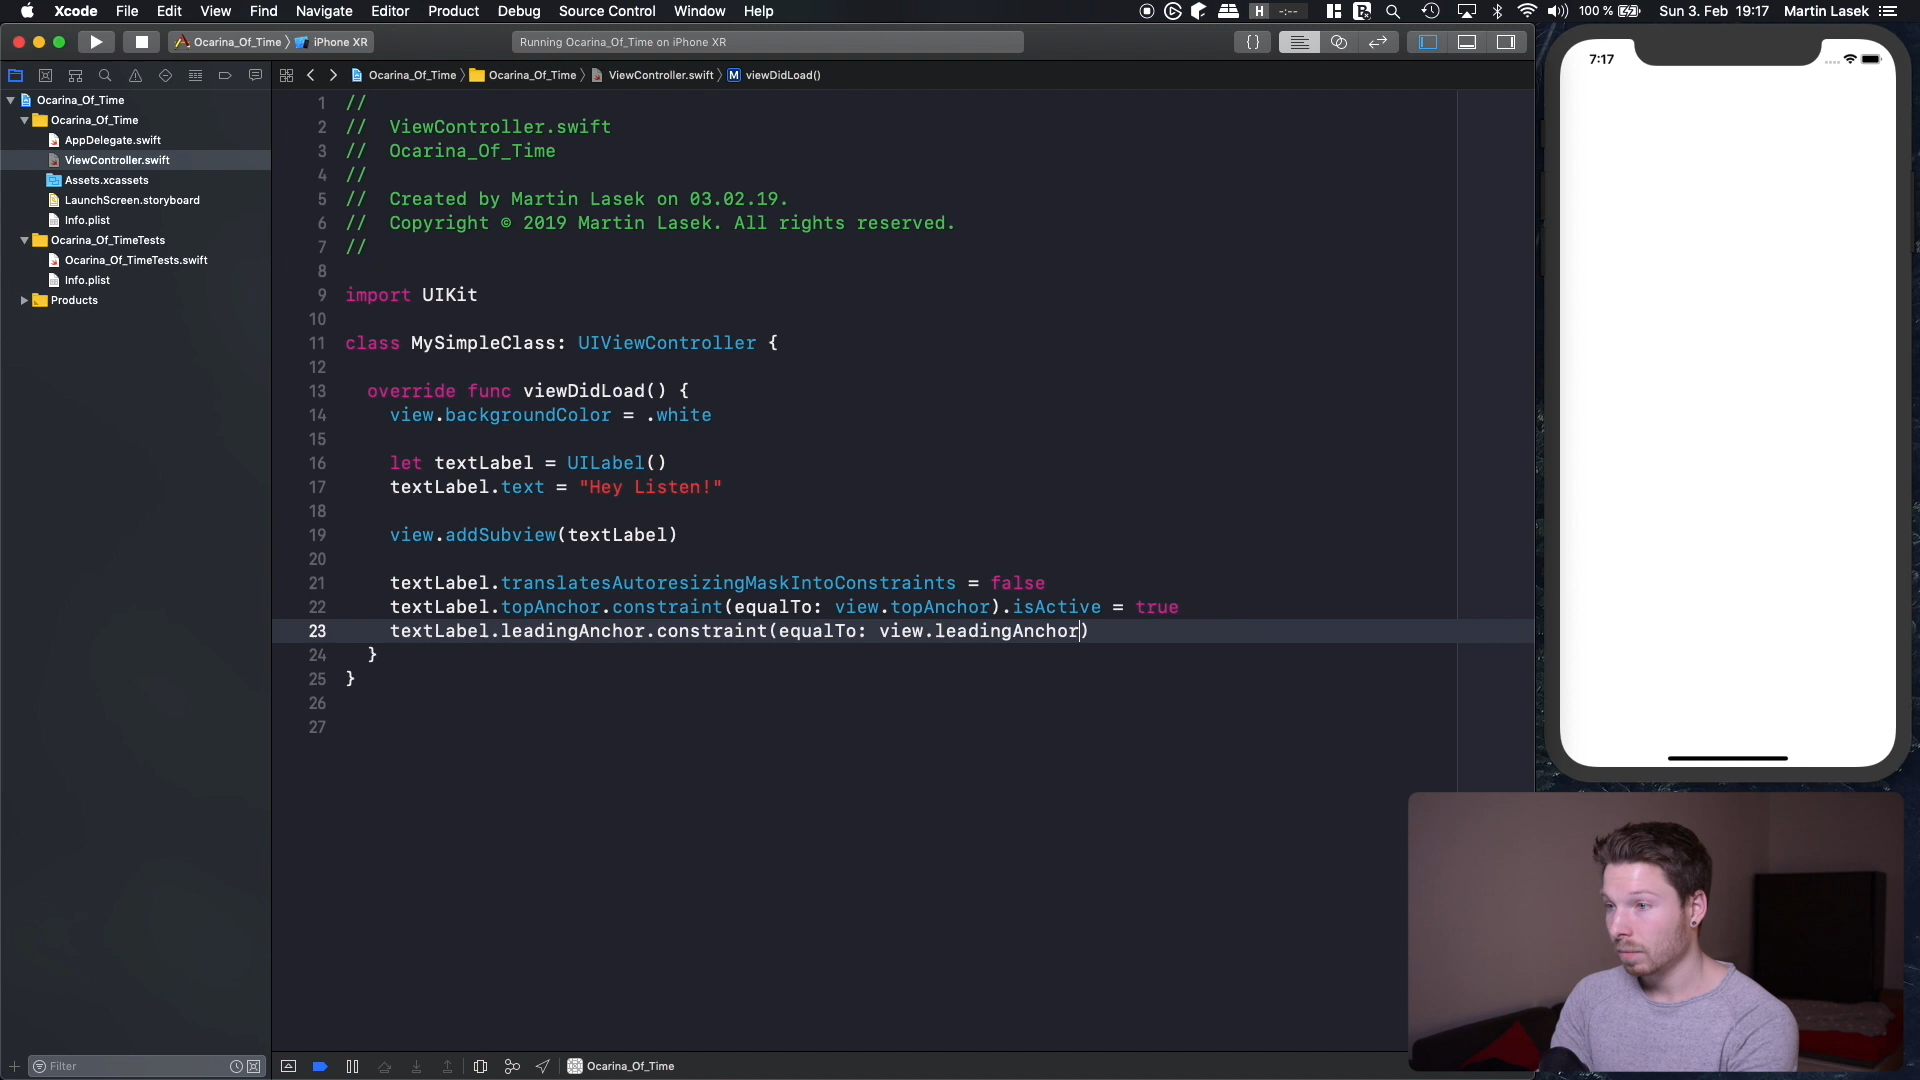 Xcode File Edit View Find Navigate Editor Product Debug Source Control Window Help
H -:-- 100 % Sun 3. Feb 19:17 Martin Lasek
Ocarina_Of_Time iPhone XR
Running Ocarina_Of_Time on iPhone XR
Ocarina_Of_Time Ocarina_Of_Time ViewController.swift M viewDidLoad()
Ocarina_Of_Time
Ocarina_Of_Time
AppDelegate.swift
ViewController.swift
Assets.xcassets
LaunchScreen.storyboard
Info.plist
Ocarina_Of_TimeTests
Ocarina_Of_TimeTests.swift
Info.plist
Products
Filter
1 //
2 //  ViewController.swift
3 //  Ocarina_Of_Time
4 //
5 //  Created by Martin Lasek on 03.02.19.
6 //  Copyright © 2019 Martin Lasek. All rights reserved.
7 //
8
9 import UIKit
10
11 class MySimpleClass: UIViewController {
12
13   override func viewDidLoad() {
14     view.backgroundColor = .white
15
16     let textLabel = UILabel()
17     textLabel.text = "Hey Listen!"
18
19     view.addSubview(textLabel)
20
21     textLabel.translatesAutoresizingMaskIntoConstraints = false
22     textLabel.topAnchor.constraint(equalTo: view.topAnchor).isActive = true
23     textLabel.leadingAnchor.constraint(equalTo: view.leadingAnchor)
24   }
25 }
26
27
Ocarina_Of_Time
7:17